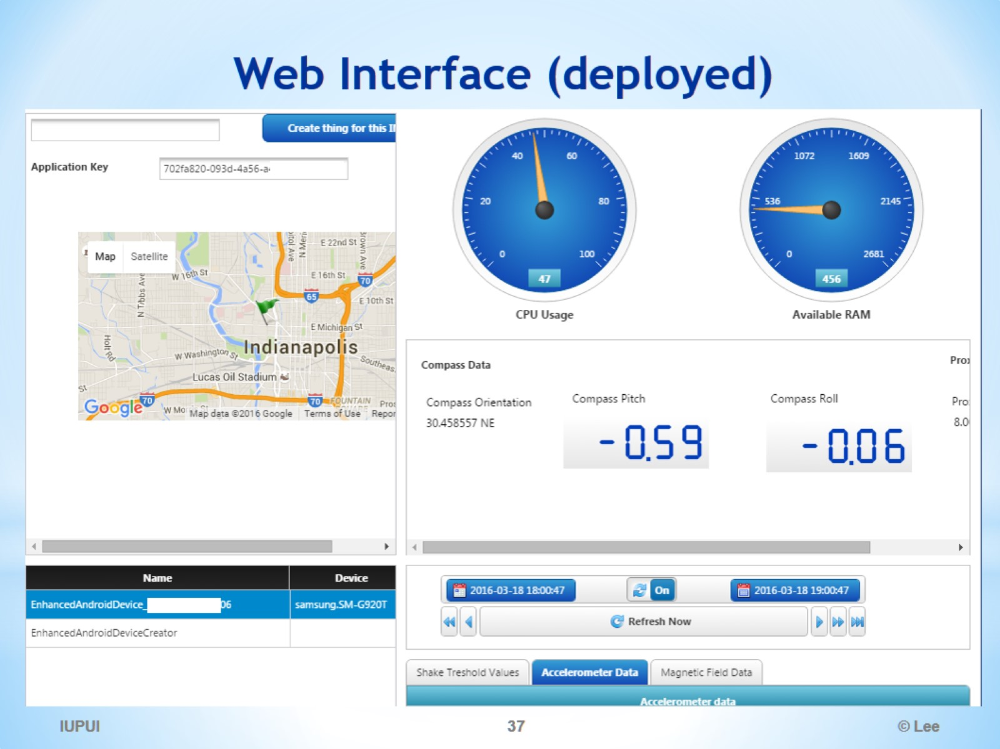 Web Interface (deployed)
Create thing for this
Application Key
702fa820-093d-4a56-a
Map
Satellite
N Meri
E 22nd St
Brown Ave
W 16th St
E 16th St
70
N Tibbs Ave
65
E 10th St
E Michigan St
Holt Rd
Indianapolis
W Washington St
Southeas
Lucas Oil Stadium
St
70
70
FOUNTAIN
Google
W Mo
Map data ©2016 Google
Terms of Use
Repor
40
60
20
80
0
100
47
CPU Usage
1072
1609
536
2145
0
2681
456
Available RAM
Compass Data
Compass Orientation
30.458557 NE
Compass Pitch
-0.59
Compass Roll
-0.06
Name
Device
EnhancedAndroidDevice_ 06
samsung.SM-G920T
EnhancedAndroidDeviceCreator
2016-03-18 18:00:47
On
2016-03-18 19:00:47
Refresh Now
Shake Treshold Values
Accelerometer Data
Magnetic Field Data
Accelerometer data
IUPUI
37
© Lee